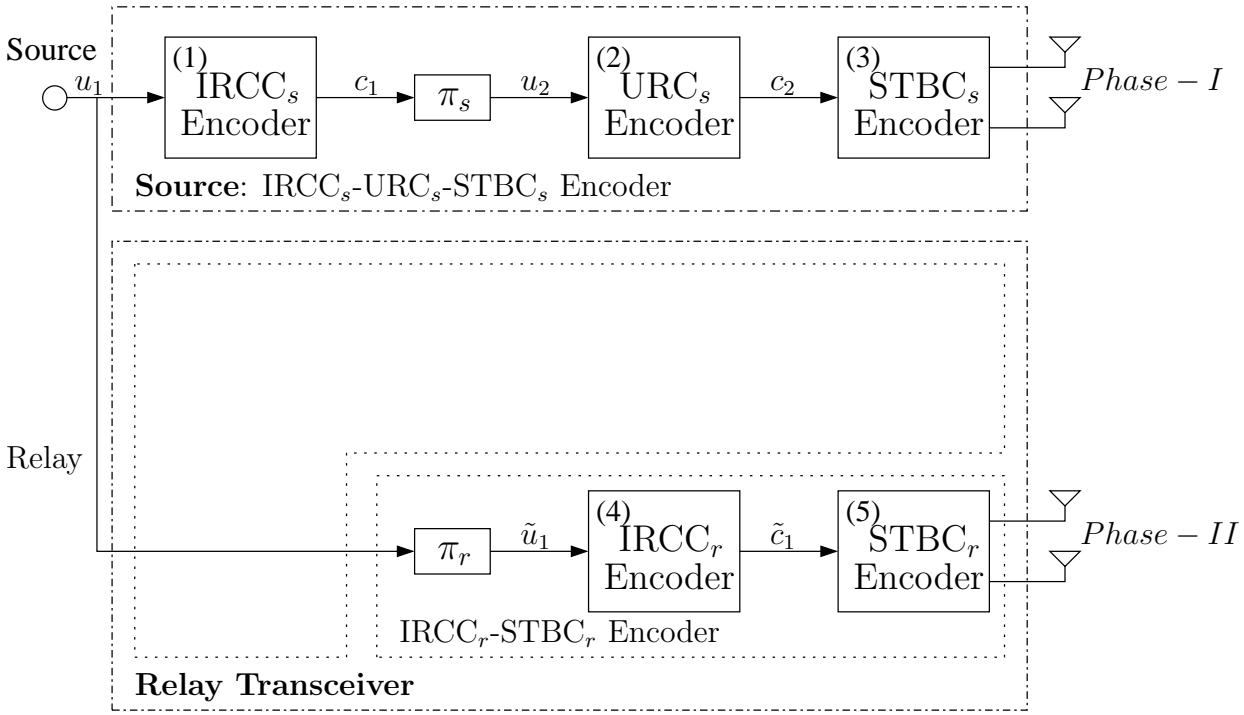 Source
u₁
(1)
IRCCₛ
Encoder
c₁
πₛ
u₂
(2)
URCₛ
Encoder
c₂
(3)
STBCₛ
Encoder
Phase − I
Source: IRCCₛ-URCₛ-STBCₛ Encoder
Relay
πᵣ
ũ₁
(4)
IRCCᵣ
Encoder
c̃₁
(5)
STBCᵣ
Encoder
Phase − II
IRCCᵣ-STBCᵣ Encoder
Relay Transceiver